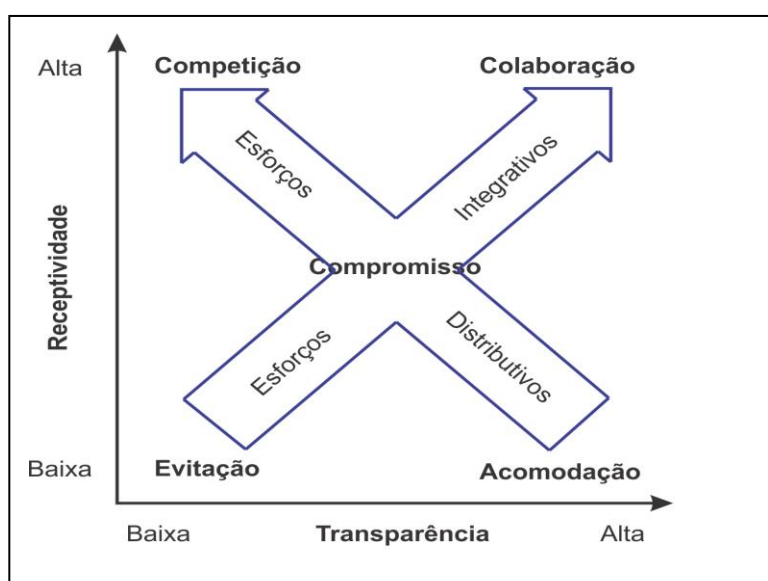 Alta
Competição
Colaboração
Esforços
Integrativos
Receptividade
Compromisso
Esforços
Distributivos
Baixa
Evitação
Acomodação
Baixa
Transparência
Alta